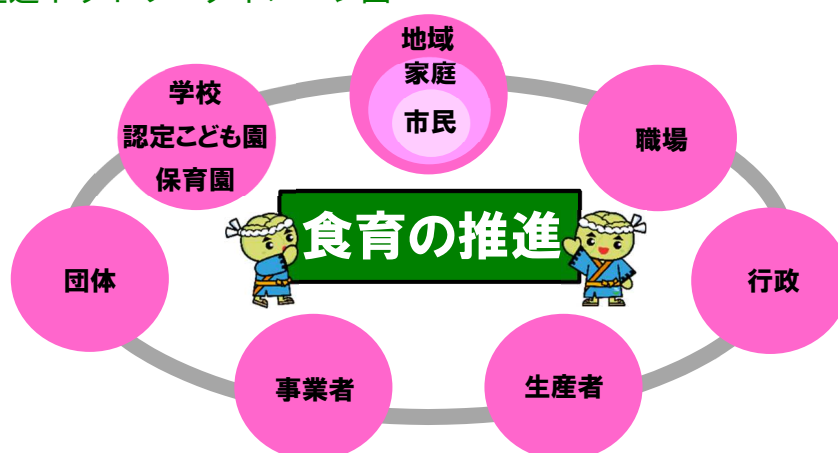 地域
家庭
市民
学校
認定こども園
保育園
職場
食育の推進
団体
行政
事業者
生産者